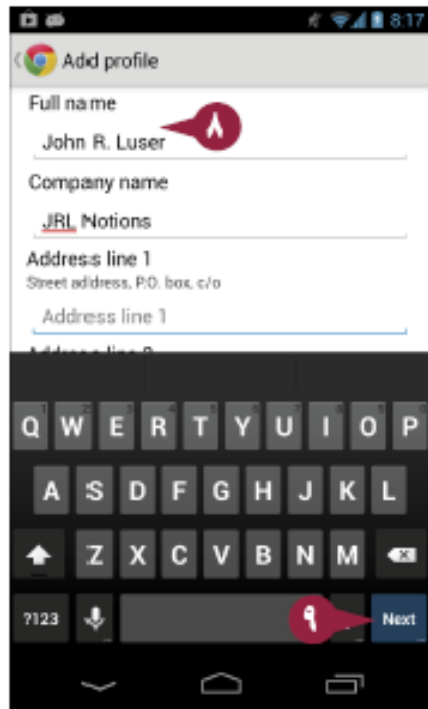 8:17
Add profile
Full name
John R. Luser
٨
Company name
JRL Notions
Address line 1
Street address, P.O. box, c/o
Address line 1
Q W E R T Y U I O P
A S D F G H J K L
Z X C V B N M
?123
٩
Next